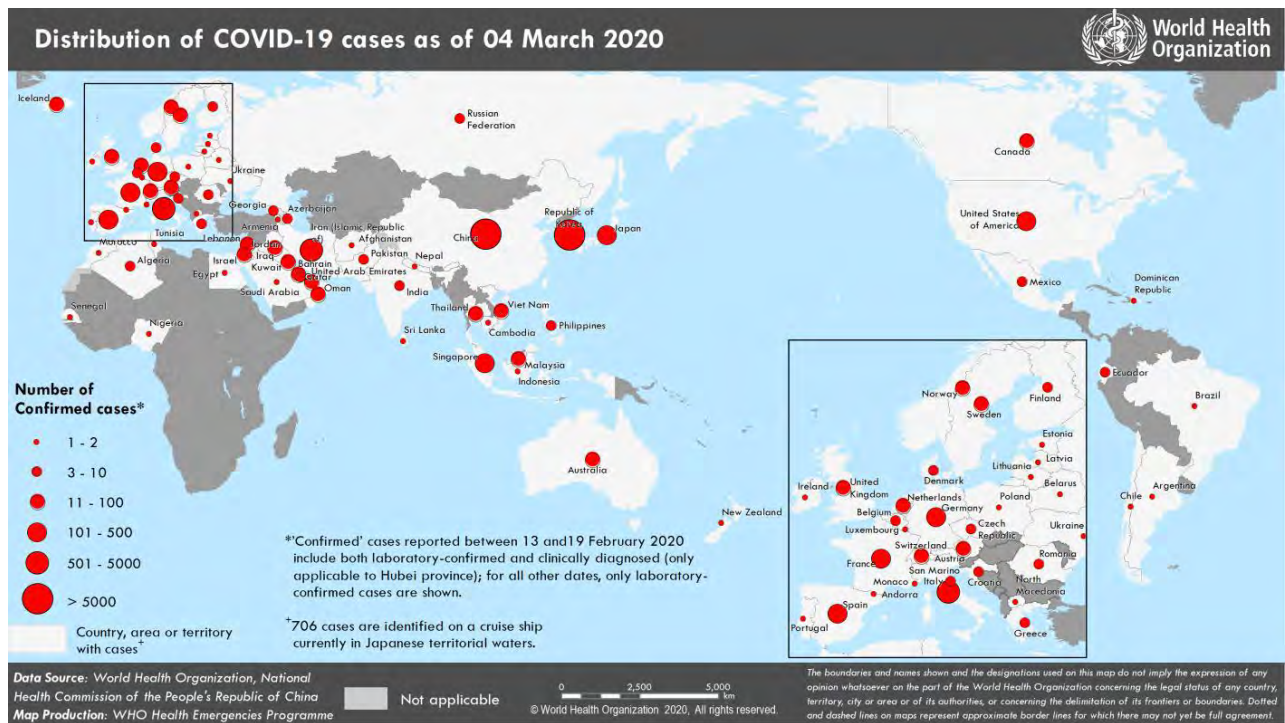 Distribution of COVID-19 cases as of 04 March 2020
World Health
Organization
Iceland
Russian
Federation
Canada
Ukraine
Georgia
Azerbaijan
Armenia
Iran (Islamic Republic
of)
Republic of
Japan
China
United States
of America
Morocco
Tunisia
Lebanon
Jordan
Afghanistan
Algeria
Israel
Iraq
Bahrain
Pakistan
Nepal
Egypt
Kuwait
Qatar
United Arab Emirates
Saudi Arabia
Oman
India
Mexico
Dominican
Republic
Senegal
Nigeria
Thailand
Viet Nam
Cambodia
Philippines
Sri Lanka
Singapore
Malaysia
Indonesia
Ecuador
Brazil
Australia
New Zealand
Chile
Argentina
Norway
Sweden
Finland
Estonia
Latvia
Lithuania
Belarus
Denmark
Ireland
United
Kingdom
Netherlands
Germany
Poland
Belgium
Luxembourg
Czech
Republic
Ukraine
Switzerland
Austria
Romania
France
San Marino
Monaco
Italy
Croatia
North
Macedonia
Andorra
Spain
Portugal
Greece
Number of
Confirmed cases*
1 - 2
3 - 10
11 - 100
101 - 500
501 - 5000
> 5000
Country, area or territory
with cases+
*'Confirmed' cases reported between 13 and19 February 2020
include both laboratory-confirmed and clinically diagnosed (only
applicable to Hubei province); for all other dates, only laboratory-
confirmed cases are shown.
+706 cases are identified on a cruise ship
currently in Japanese territorial waters.
Data Source: World Health Organization, National
Health Commission of the People's Republic of China
Map Production: WHO Health Emergencies Programme
Not applicable
0 2,500 5,000
km
© World Health Organization 2020, All rights reserved.
The boundaries and names shown and the designations used on this map do not imply the expression of any
opinion whatsoever on the part of the World Health Organization concerning the legal status of any country,
territory, city or area or of its authorities, or concerning the delimitation of its frontiers or boundaries. Dotted
and dashed lines on maps represent approximate border lines for which there may not yet be full agreement.